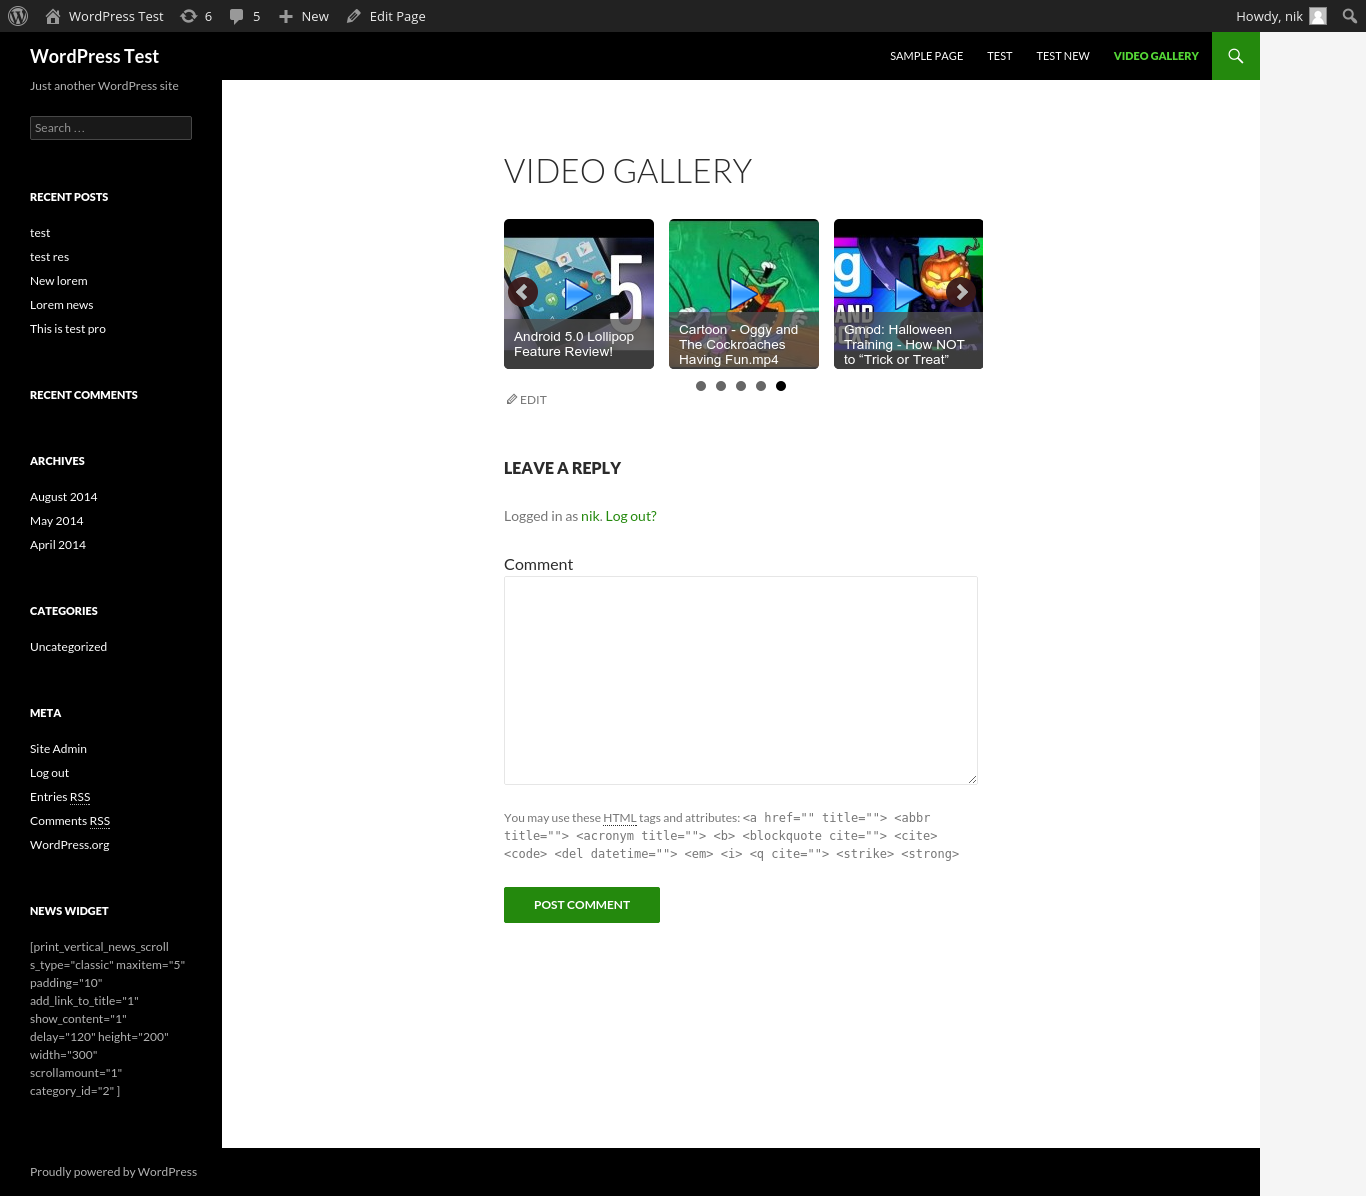 WordPress Test 6 5 New Edit Page Howdy, nik
WordPress Test
SAMPLE PAGE TEST TEST NEW VIDEO GALLERY
Just another WordPress site
Search …
RECENT POSTS
test
test res
New lorem
Lorem news
This is test pro
RECENT COMMENTS
ARCHIVES
August 2014
May 2014
April 2014
CATEGORIES
Uncategorized
META
Site Admin
Log out
Entries RSS
Comments RSS
WordPress.org
NEWS WIDGET
[print_vertical_news_scroll
s_type="classic" maxitem="5"
padding="10"
add_link_to_title="1"
show_content="1"
delay="120" height="200"
width="300"
scrollamount="1"
category_id="2" ]
VIDEO GALLERY
5
Android 5.0 Lollipop
Feature Review!
Cartoon - Oggy and
The Cockroaches
Having Fun.mp4
g
AND
Gmod: Halloween
Training - How NOT
to “Trick or Treat”
EDIT
LEAVE A REPLY
Logged in as nik. Log out?
Comment
You may use these HTML tags and attributes: <a href="" title=""> <abbr
title=""> <acronym title=""> <b> <blockquote cite=""> <cite>
<code> <del datetime=""> <em> <i> <q cite=""> <strike> <strong>
POST COMMENT
Proudly powered by WordPress